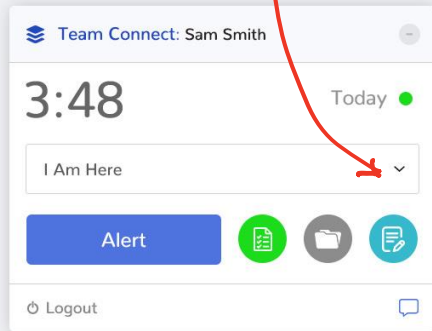 Team Connect: Sam Smith
3:48
Today
I Am Here
Alert
Logout